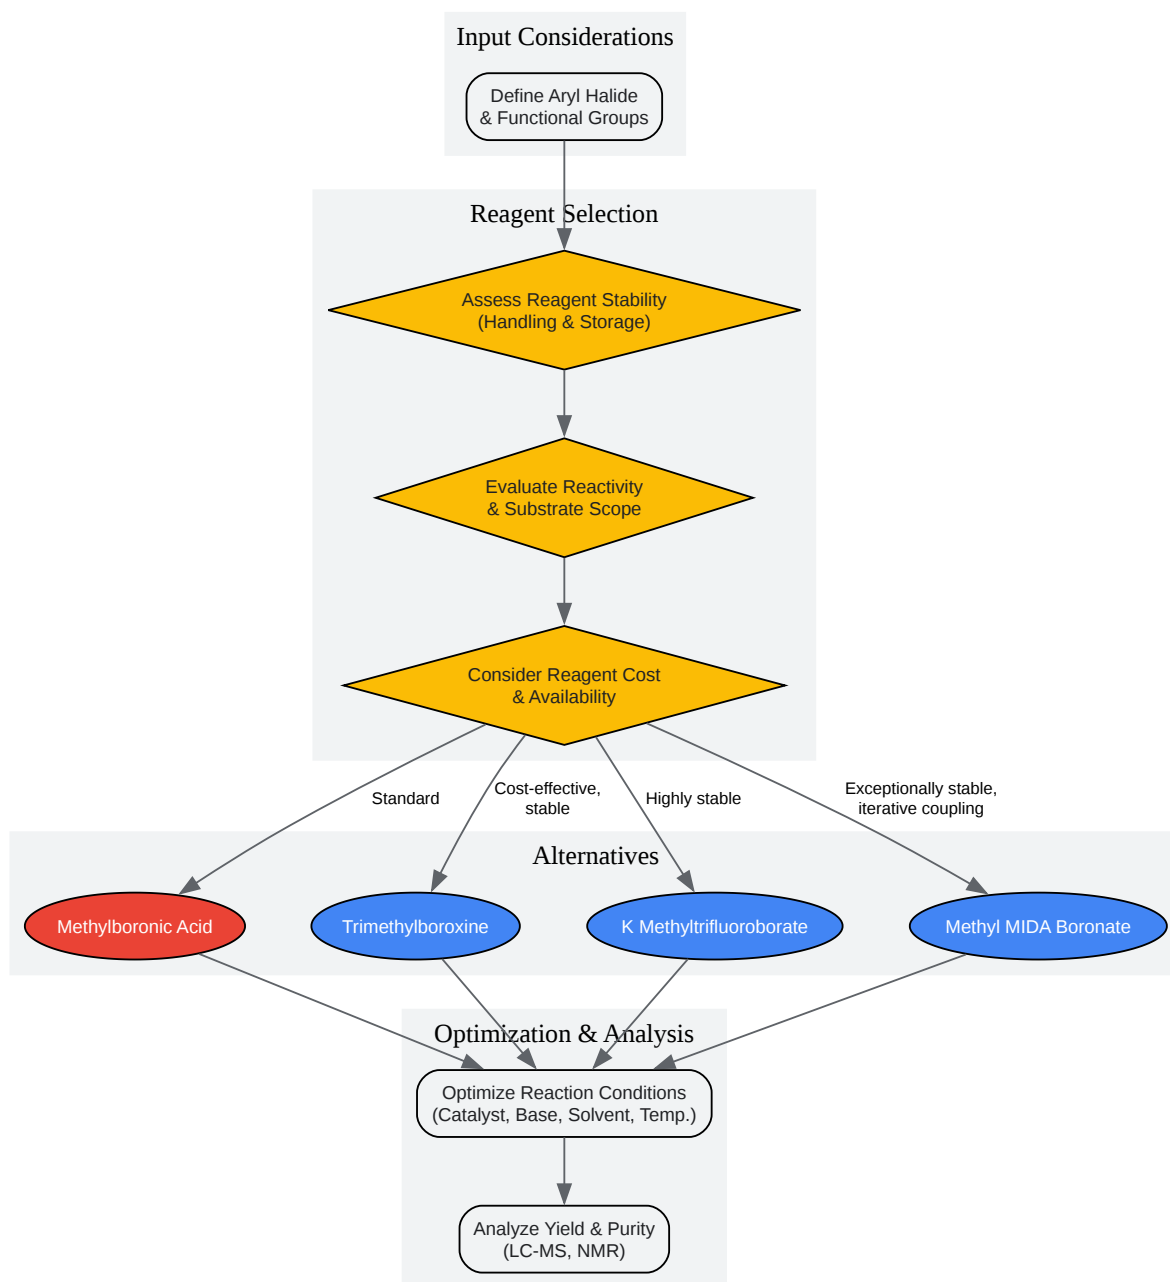 Input Considerations
Define Aryl Halide
& Functional Groups
Reagent Selection
Assess Reagent Stability
(Handling & Storage)
Evaluate Reactivity
& Substrate Scope
Consider Reagent Cost
& Availability
Standard
Cost-effective,
stable
Highly stable
Exceptionally stable,
iterative coupling
Alternatives
Methylboronic Acid
Trimethylboroxine
K Methyltrifluoroborate
Methyl MIDA Boronate
Optimization & Analysis
Optimize Reaction Conditions
(Catalyst, Base, Solvent, Temp.)
Analyze Yield & Purity
(LC-MS, NMR)